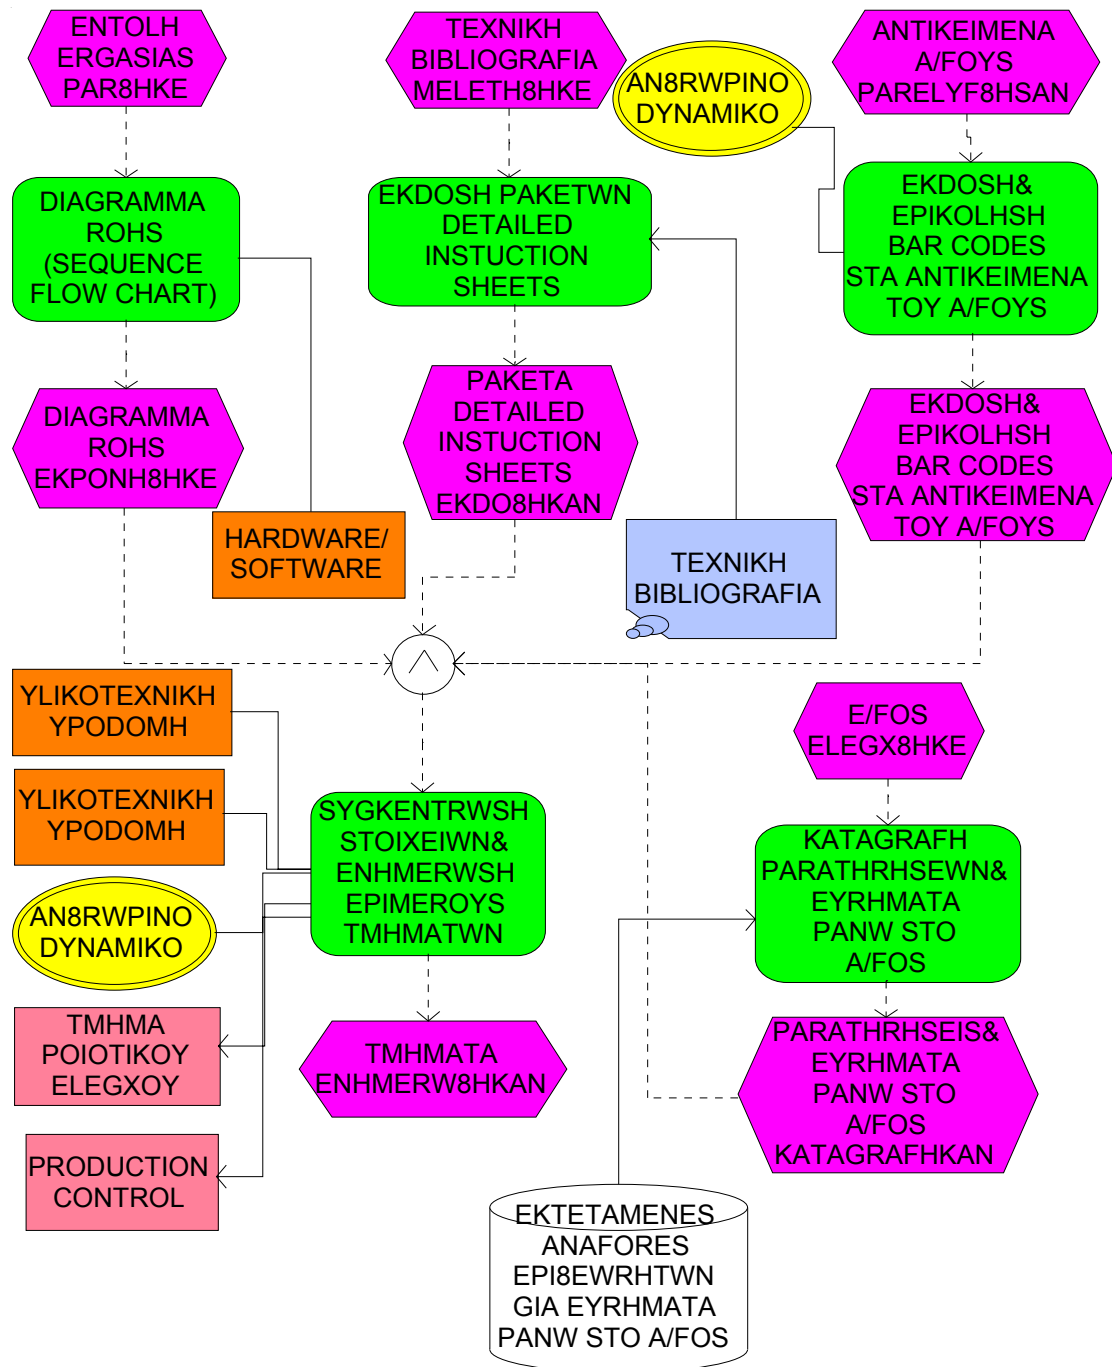 ENTOLH
ERGASIAS
PAR8HKE
TEXNIKH
BIBLIOGRAFIA
MELETH8HKE
AN8RWPINO
DYNAMIKO
ANTIKEIMENA
A/FOYS
PARELYF8HSAN
DIAGRAMMA
ROHS
(SEQUENCE
FLOW CHART)
EKDOSH PAKETWN
DETAILED
INSTUCTION
SHEETS
EKDOSH&
EPIKOLHSH
BAR CODES
STA ANTIKEIMENA
TOY A/FOYS
DIAGRAMMA
ROHS
EKPONH8HKE
PAKETA
DETAILED
INSTUCTION
SHEETS
EKDO8HKAN
EKDOSH&
EPIKOLHSH
BAR CODES
STA ANTIKEIMENA
TOY A/FOYS
HARDWARE/
SOFTWARE
TEXNIKH
BIBLIOGRAFIA
YLIKOTEXNIKH
YPODOMH
E/FOS
ELEGX8HKE
YLIKOTEXNIKH
YPODOMH
SYGKENTRWSH
STOIXEIWN&
ENHMERWSH
EPIMEROYS
TMHMATWN
KATAGRAFH
PARATHRHSEWN&
EYRHMATA
PANW STO
A/FOS
AN8RWPINO
DYNAMIKO
TMHMA
POIOTIKOY
ELEGXOY
TMHMATA
ENHMERW8HKAN
PARATHRHSEIS&
EYRHMATA
PANW STO
A/FOS
KATAGRAFHKAN
PRODUCTION
CONTROL
EKTETAMENES
ANAFORES
EPI8EWRHTWN
GIA EYRHMATA
PANW STO A/FOS